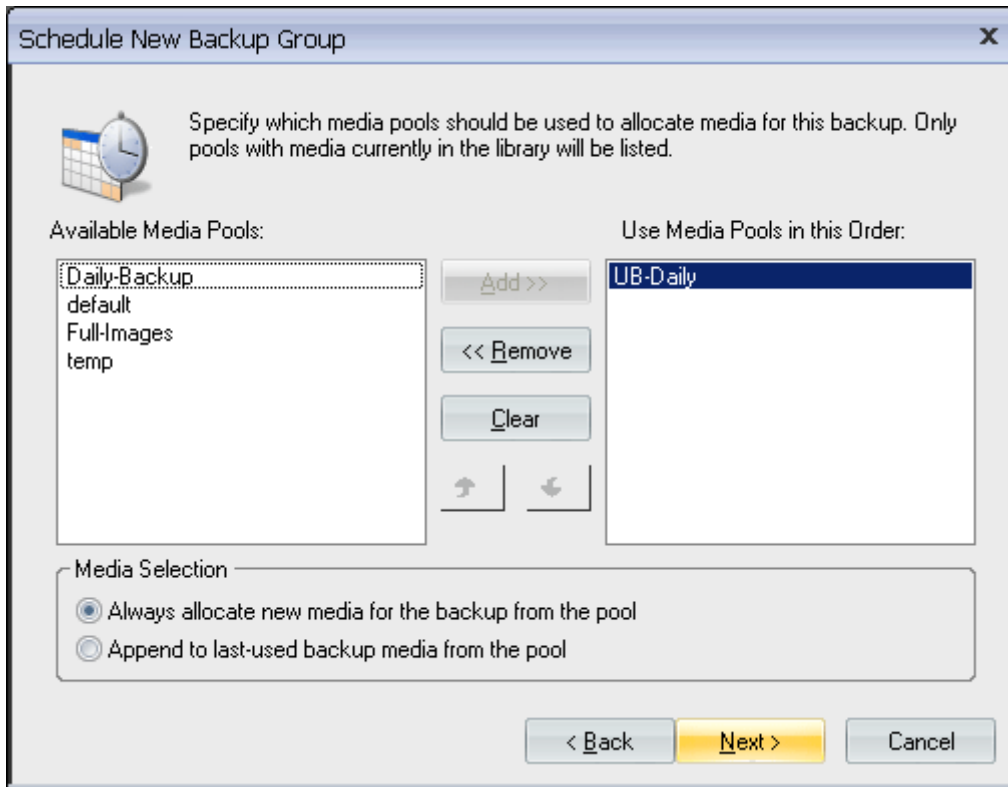 Schedule New Backup Group
Specify which media pools should be used to allocate media for this backup. Only
pools with media currently in the library will be listed.
Available Media Pools:
Use Media Pools in this Order:
Daily-Backup
default
Full-Images
temp
Add >>
<< Remove
Clear
UB-Daily
Media Selection
Always allocate new media for the backup from the pool
Append to last-used backup media from the pool
< Back
Next >
Cancel